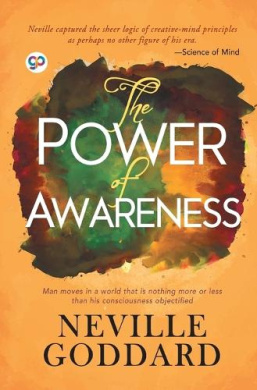 Neville captured the sheer logic of creative-mind principles
as perhaps no other figure of his era.
—Science of Mind
gp
The
POWER
of
AWARENESS
Man moves in a world that is nothing more or less
than his consciousness objectified
NEVILLE
GODDARD